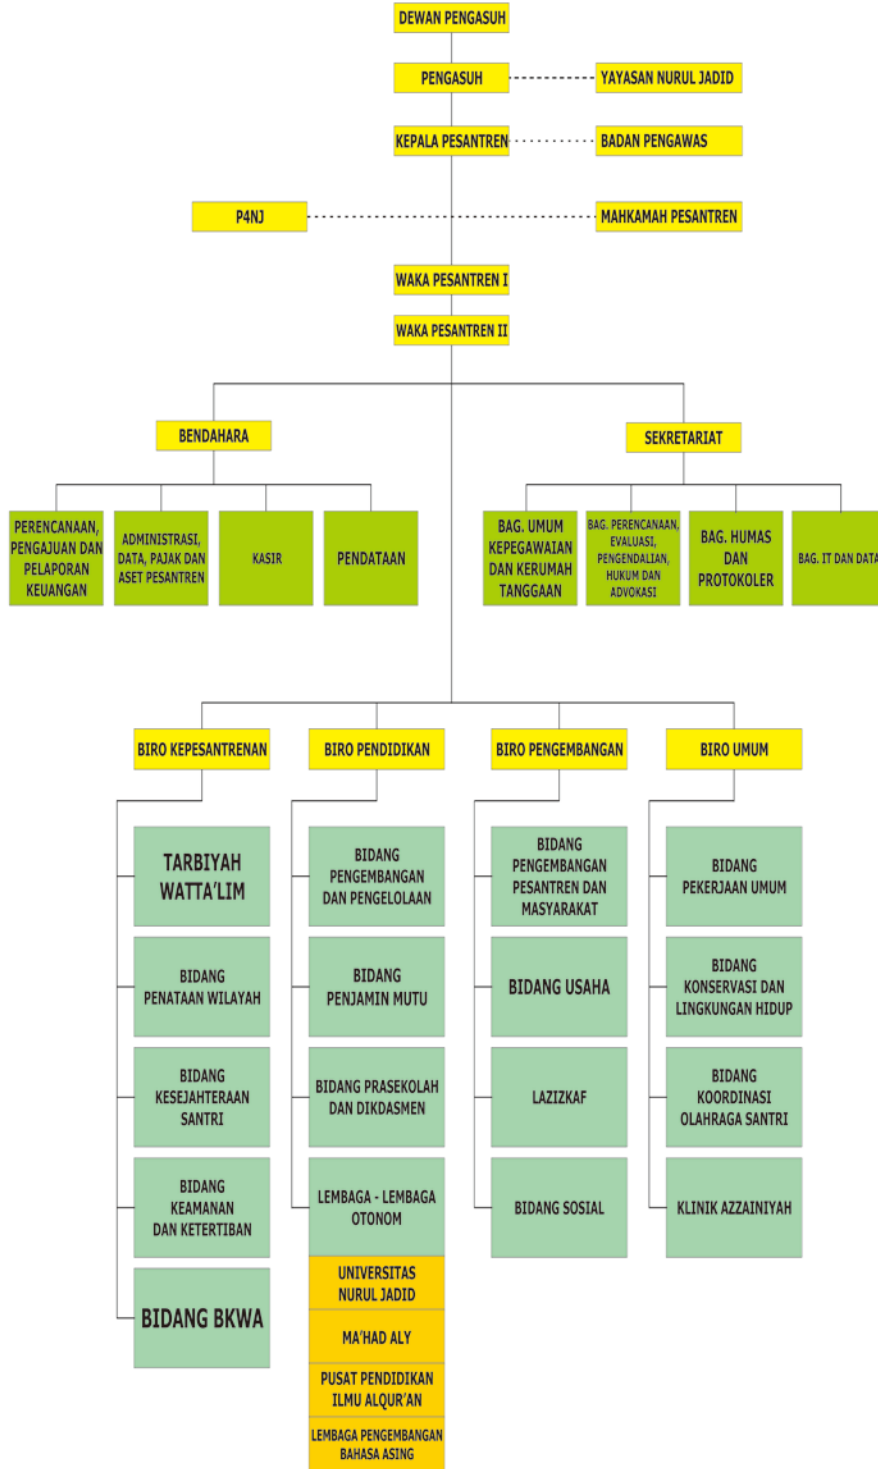 DEWAN PENGASUH
PENGASUH
YAYASAN NURUL JADID
KEPALA PESANTREN
BADAN PENGAWAS
P4NJ
MAHKAMAH PESANTREN
WAKA PESANTREN I
WAKA PESANTREN II
BENDAHARA
SEKRETARIAT
PERENCANAAN,
PENGAJUAN DAN
PELAPORAN
KEUANGAN
ADMINISTRASI,
DATA, PAJAK DAN
ASET PESANTREN
KASIR
PENDATAAN
BAG. UMUM
KEPEGAWAIAN
DAN KERUMAH
TANGGAAN
BAG. PERENCANAAN,
EVALUASI,
PENGENDALIAN,
HUKUM DAN
ADVOKASI
BAG. HUMAS
DAN
PROTOKOLER
BAG. IT DAN DATA
BIRO KEPESANTRENAN
BIRO PENDIDIKAN
BIRO PENGEMBANGAN
BIRO UMUM
TARBIYAH
WATTA'LIM
BIDANG
PENATAAN WILAYAH
BIDANG
KESEJAHTERAAN
SANTRI
BIDANG
KEAMANAN
DAN KETERTIBAN
BIDANG BKWA
BIDANG
PENGEMBANGAN
DAN PENGELOLAAN
BIDANG
PENJAMIN MUTU
BIDANG PRASEKOLAH
DAN DIKDASMEN
LEMBAGA - LEMBAGA
OTONOM
UNIVERSITAS
NURUL JADID
MA'HAD ALY
PUSAT PENDIDIKAN
ILMU ALQUR'AN
LEMBAGA PENGEMBANGAN
BAHASA ASING
BIDANG
PENGEMBANGAN
PESANTREN DAN
MASYARAKAT
BIDANG USAHA
LAZIZKAF
BIDANG SOSIAL
BIDANG
PEKERJAAN UMUM
BIDANG
KONSERVASI DAN
LINGKUNGAN HIDUP
BIDANG
KOORDINASI
OLAHRAGA SANTRI
KLINIK AZZAINIYAH